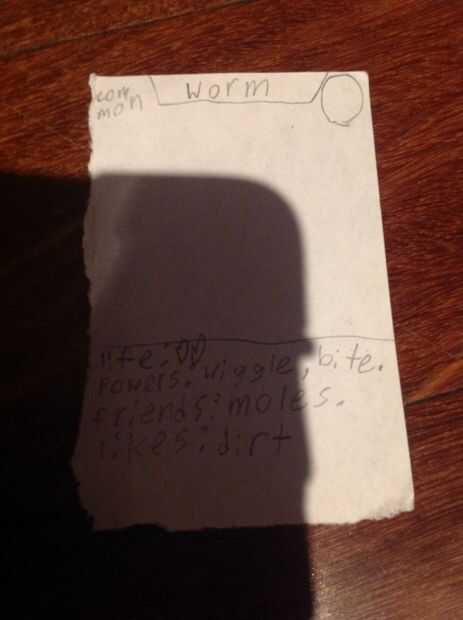 com
mon
worm
life: ♡♡
Powers: wiggle, bite.
friends: moles.
likes: dirt